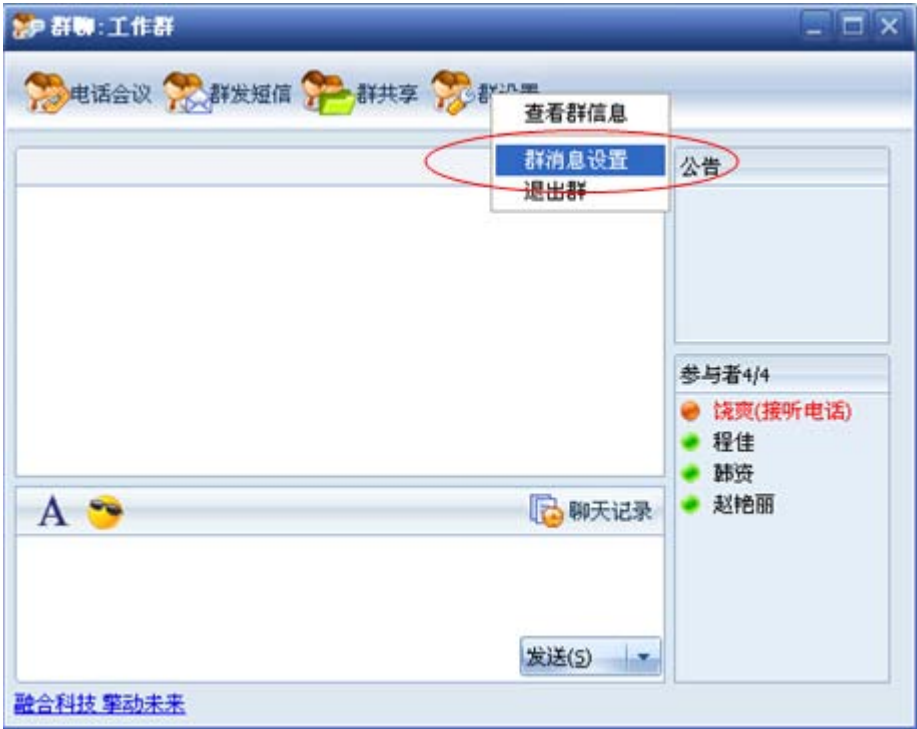 群聊:工作群
电话会议 群发短信 群共享 群设置
查看群信息
群消息设置
退出群
公告
参与者4/4
饶爽(接听电话)
程佳
韩资
赵艳丽
A 聊天记录
发送(S)
融合科技 擎动未来